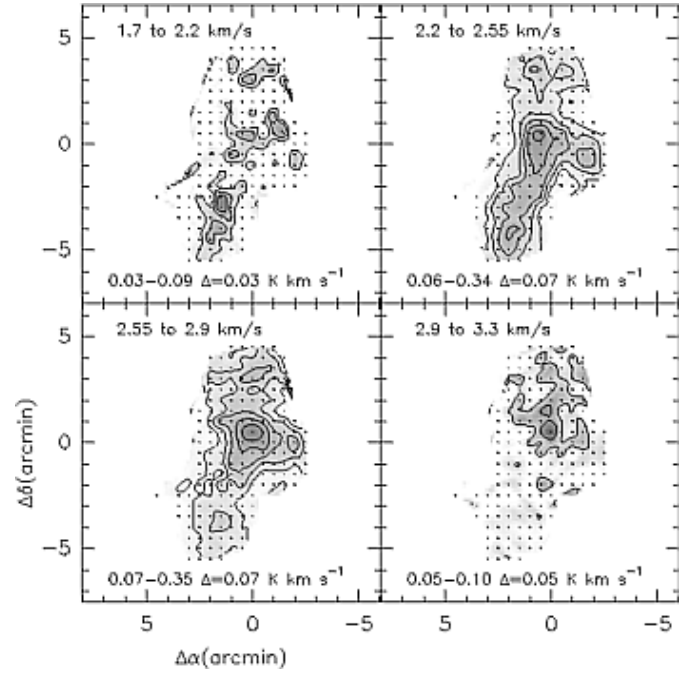 5
0
−5
1.7 to 2.2 km/s
0.03−0.09 Δ=0.03 K km s⁻¹
2.2 to 2.55 km/s
0.06−0.34 Δ=0.07 K km s⁻¹
5
0
−5
2.55 to 2.9 km/s
0.07−0.35 Δ=0.07 K km s⁻¹
2.9 to 3.3 km/s
0.05−0.10 Δ=0.05 K km s⁻¹
Δδ(arcmin)
5 0 −5
5 0 −5
Δα(arcmin)